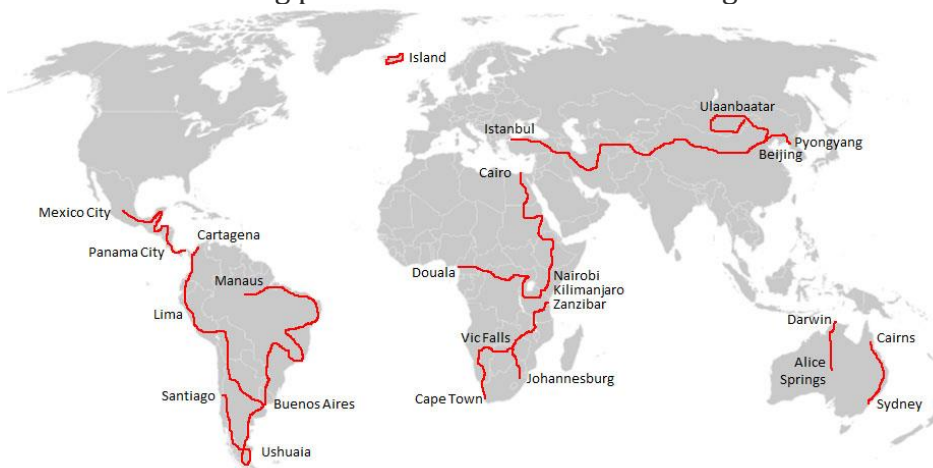 Island
Ulaanbaatar
Istanbul
Pyongyang
Beijing
Cairo
Mexico City
Cartagena
Panama City
Manaus
Douala
Nairobi
Kilimanjaro
Zanzibar
Lima
Darwin
Vic Falls
Cairns
Alice
Springs
Johannesburg
Santiago
Buenos Aires
Cape Town
Sydney
Ushuaia